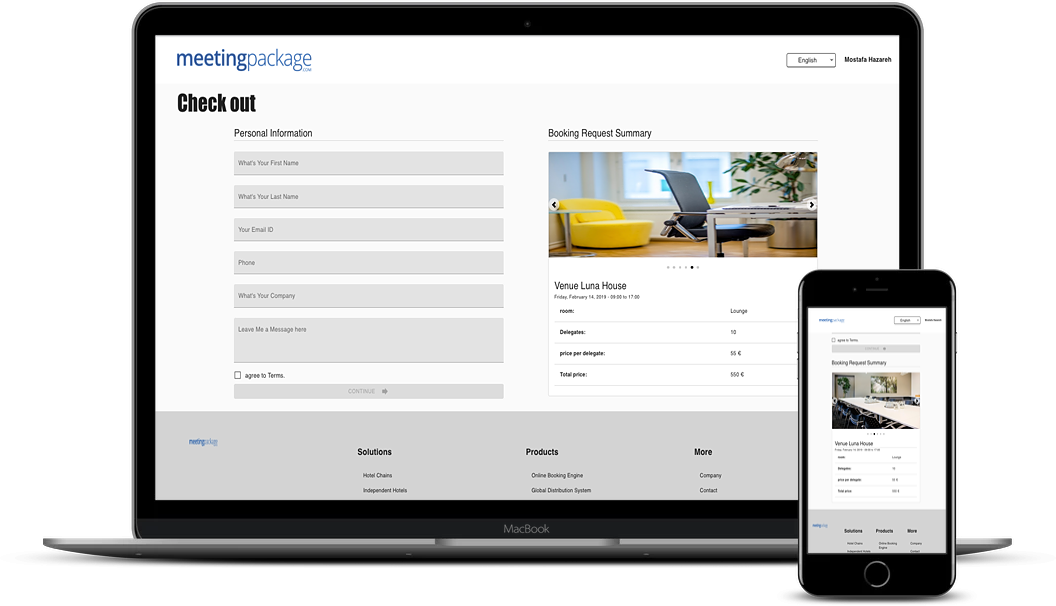 meetingpackage
.COM
English
Mostafa Hazareh
Check out
Personal Information
What's Your First Name
What's Your Last Name
Your Email ID
Phone
What's Your Company
Leave Me a Message here
agree to Terms.
CONTINUE
Booking Request Summary
Venue Luna House
Friday, February 14, 2019 - 09:00 to 17:00
room: Lounge
Delegates: 10
price per delegate: 55 €
Total price: 550 €
meetingpackage
Solutions
Hotel Chains
Independent Hotels
Products
Online Booking Engine
Global Distribution System
More
Company
Contact
MacBook
meetingpackage
English
Mostafa Hazareh
agree to Terms.
CONTINUE
Booking Request Summary
Venue Luna House
Friday, February 14, 2019 - 09:00 to 17:00
room: Lounge
Delegates: 10
price per delegate: 55 €
Total price: 550 €
Solutions
Hotel Chains
Independent Hotels
Products
Online Booking
Engine
More
Company
Contact